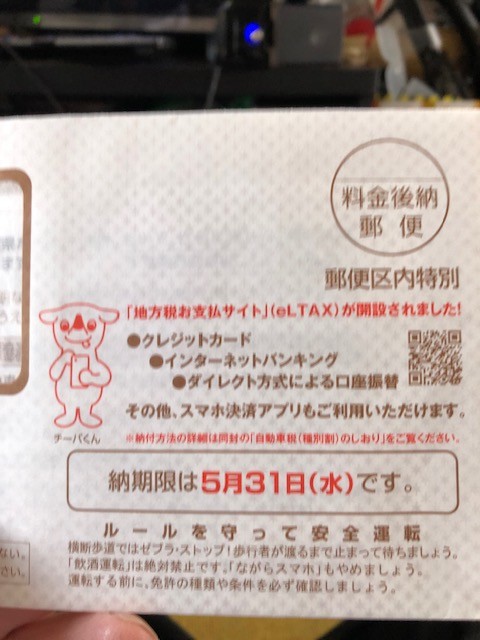 料金後納
郵便
郵便区内特別
「地方税お支払サイト」(eLTAX)が開設されました!
●クレジットカード
●インターネットバンキング
●ダイレクト方式による口座振替
その他、スマホ決済アプリもご利用いただけます。
チーバくん
※納付方法の詳細は同封の「自動車税(種別割)のしおり」をご覧ください。
納期限は5月31日(水)です。
ルールを守って安全運転
横断歩道ではゼブラ・ストップ!歩行者が渡るまで止まって待ちましょう。
「飲酒運転」は絶対禁止です。「ながらスマホ」もやめましょう。
運転する前に、免許の種類や条件を必ず確認しましょう。
ない。
さい。